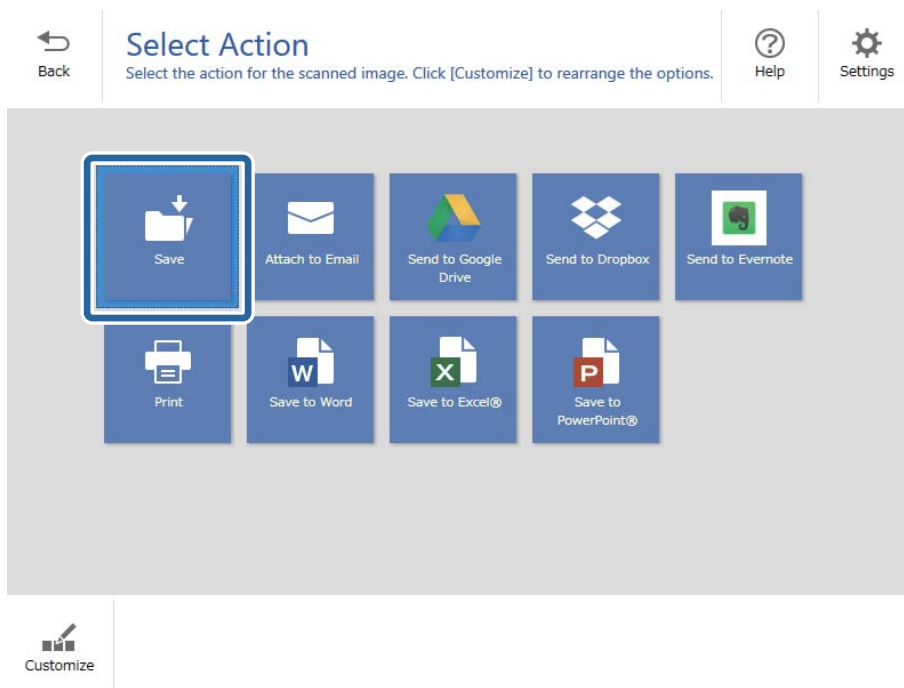 Back
Select Action
Select the action for the scanned image. Click [Customize] to rearrange the options.
Help
Settings
Save
Attach to Email
Send to Google
Drive
Send to Dropbox
Send to Evernote
Print
W
Save to Word
X
Save to Excel®
P
Save to
PowerPoint®
Customize